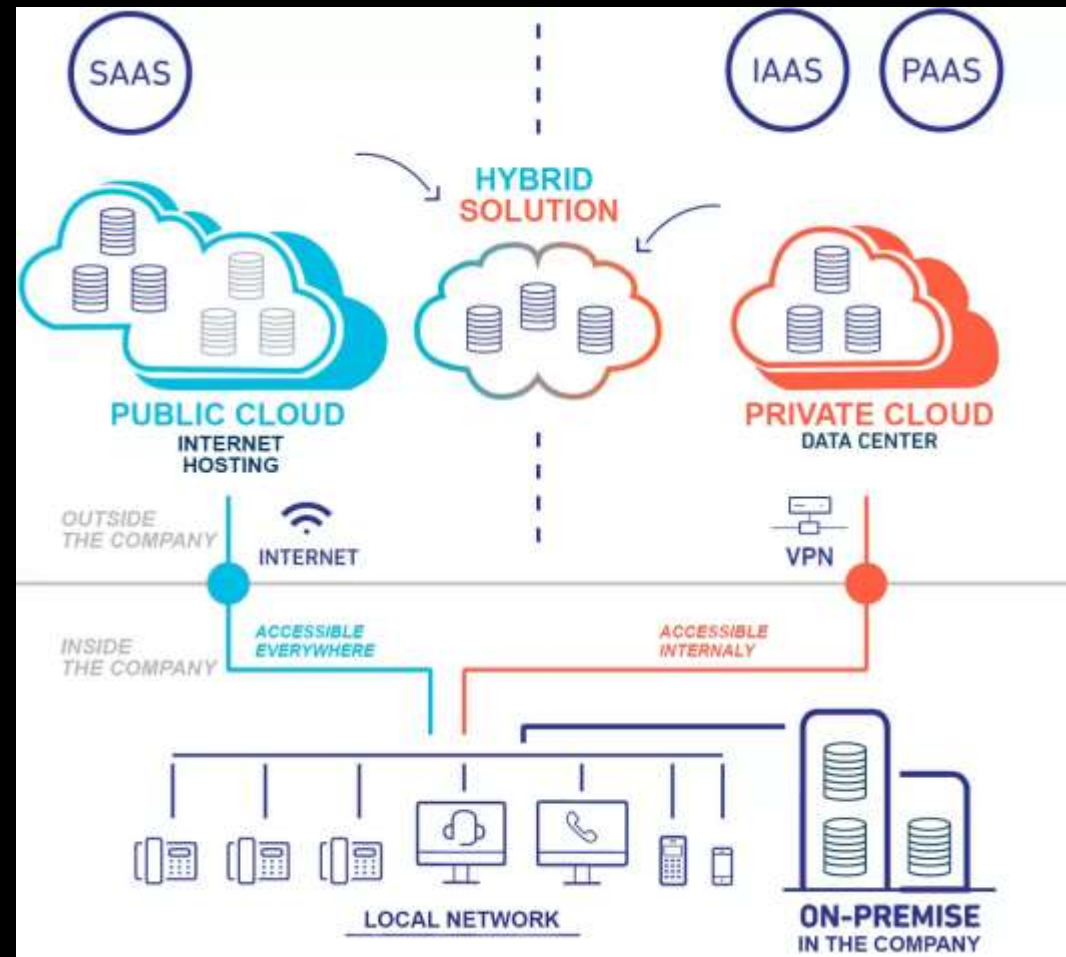 SAAS
IAAS
PAAS
HYBRID
SOLUTION
PUBLIC CLOUD
INTERNET
HOSTING
PRIVATE CLOUD
DATA CENTER
OUTSIDE
THE COMPANY
INTERNET
VPN
INSIDE
THE COMPANY
ACCESSIBLE
EVERYWHERE
ACCESSIBLE
INTERNALY
LOCAL NETWORK
ON-PREMISE
IN THE COMPANY